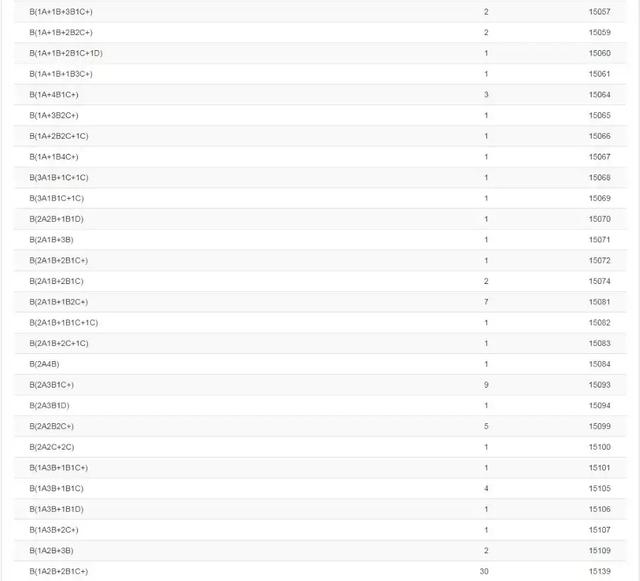 B(1A+1B+3B1C+) 2 15057
B(1A+1B+2B2C+) 2 15059
B(1A+1B+2B1C+1D) 1 15060
B(1A+1B+1B3C+) 1 15061
B(1A+4B1C+) 3 15064
B(1A+3B2C+) 1 15065
B(1A+2B2C+1C) 1 15066
B(1A+1B4C+) 1 15067
B(3A1B+1C+1C) 1 15068
B(3A1B1C+1C) 1 15069
B(2A2B+1B1D) 1 15070
B(2A1B+3B) 1 15071
B(2A1B+2B1C+) 1 15072
B(2A1B+2B1C) 2 15074
B(2A1B+1B2C+) 7 15081
B(2A1B+1B1C+1C) 1 15082
B(2A1B+2C+1C) 1 15083
B(2A4B) 1 15084
B(2A3B1C+) 9 15093
B(2A3B1D) 1 15094
B(2A2B2C+) 5 15099
B(2A2C+2C) 1 15100
B(1A3B+1B1C+) 1 15101
B(1A3B+1B1C) 4 15105
B(1A3B+1B1D) 1 15106
B(1A3B+2C+) 1 15107
B(1A2B+3B) 2 15109
B(1A2B+2B1C+) 30 15139